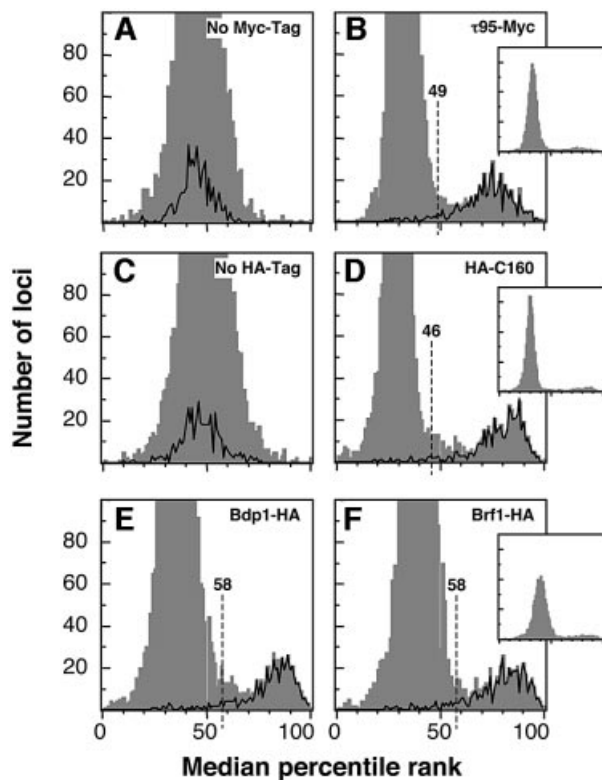 A No Myc-Tag
B τ95-Myc
80
60
40
20
49
C No HA-Tag
D HA-C160
80
60
40
20
46
E Bdp1-HA
F Brf1-HA
80
60
40
20
58
58
0 50 100 0 50 100
Number of loci
Median percentile rank